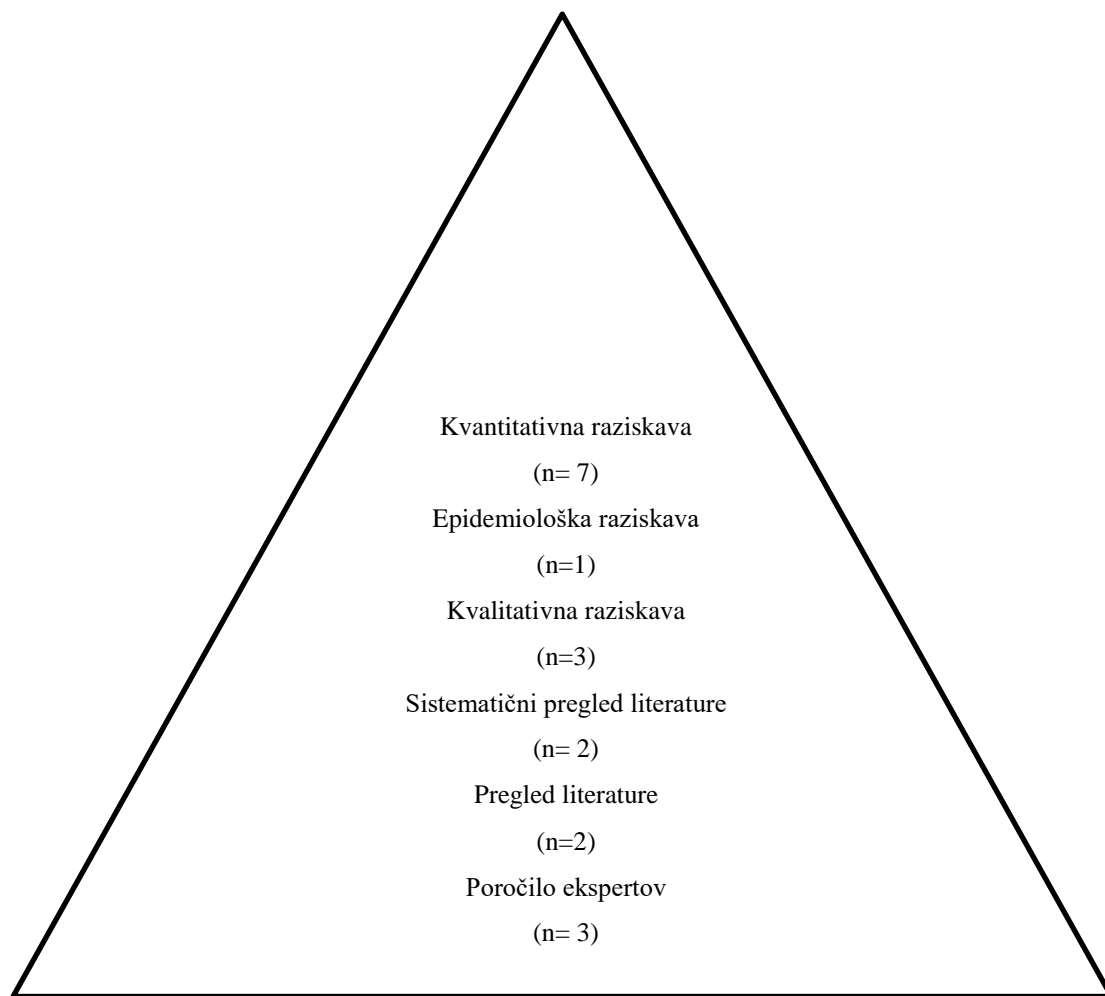 Kvantitativna raziskava
(n= 7)
Epidemiološka raziskava
(n=1)
Kvalitativna raziskava
(n=3)
Sistematični pregled literature
(n= 2)
Pregled literature
(n=2)
Poročilo ekspertov
(n= 3)